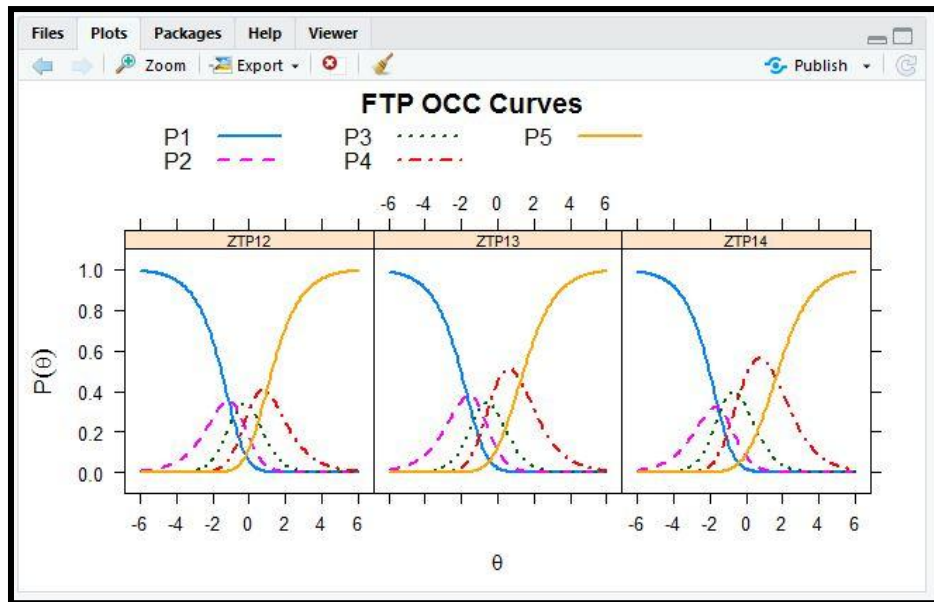 Files Plots Packages Help Viewer
Zoom Export Publish
FTP OCC Curves
P1 P3 P5
P2 P4
-6 -4 -2 0 2 4 6
ZTP12 ZTP13 ZTP14
1.0
0.8
0.6
0.4
0.2
0.0
P(θ)
-6 -4 -2 0 2 4 6 -6 -4 -2 0 2 4 6
θ